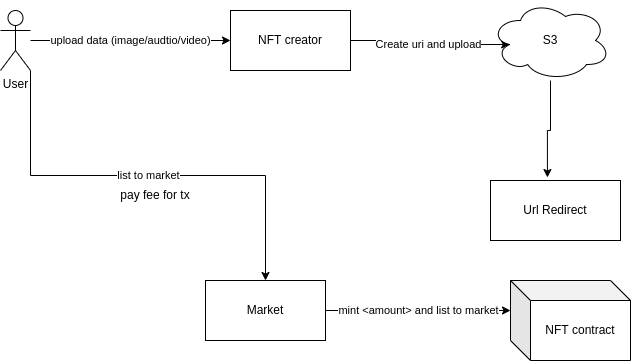 upload data (image/audtio/video)
NFT creator
Create uri and upload
S3
User
list to market
pay fee for tx
Url Redirect
Market
mint <amount> and list to market
NFT contract